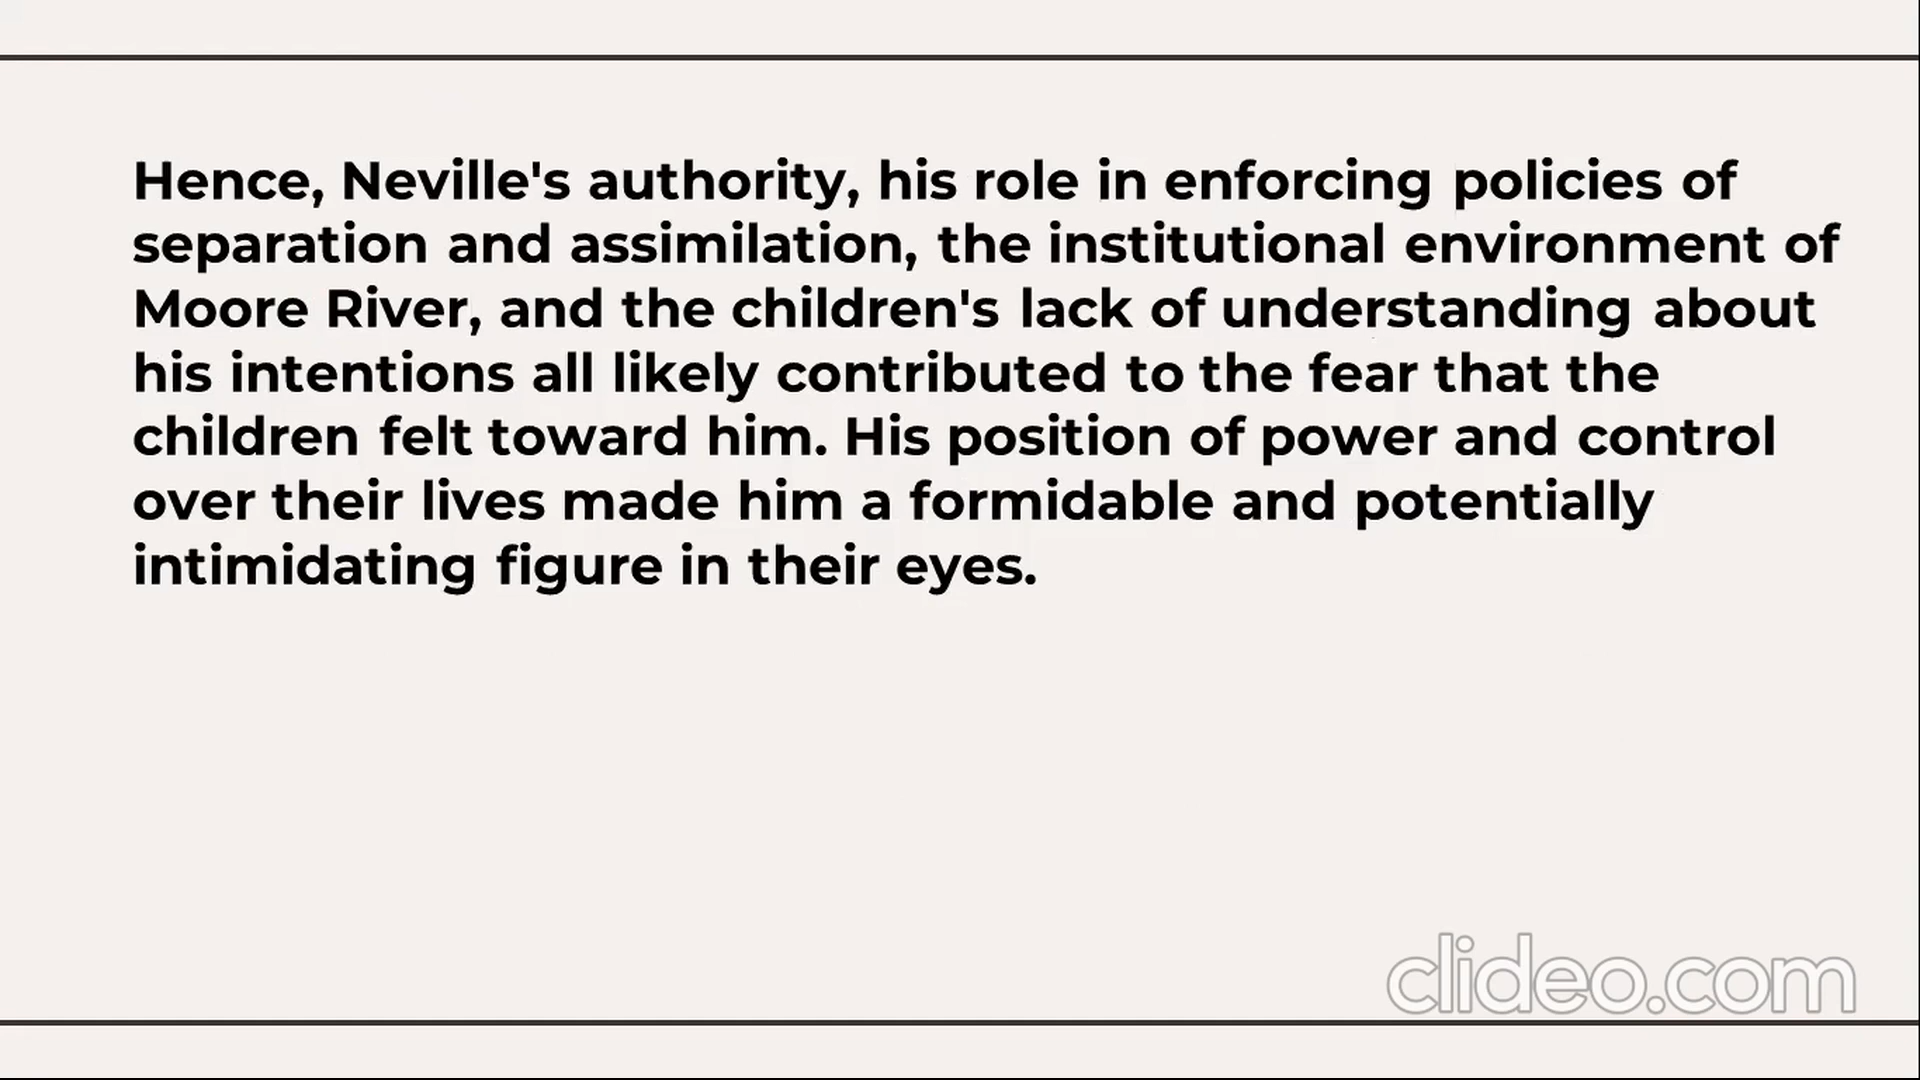 Hence, Neville's authority, his role in enforcing policies of
separation and assimilation, the institutional environment of
Moore River, and the children's lack of understanding about
his intentions all likely contributed to the fear that the
children felt toward him. His position of power and control
over their lives made him a formidable and potentially
intimidating figure in their eyes.
clideo.com